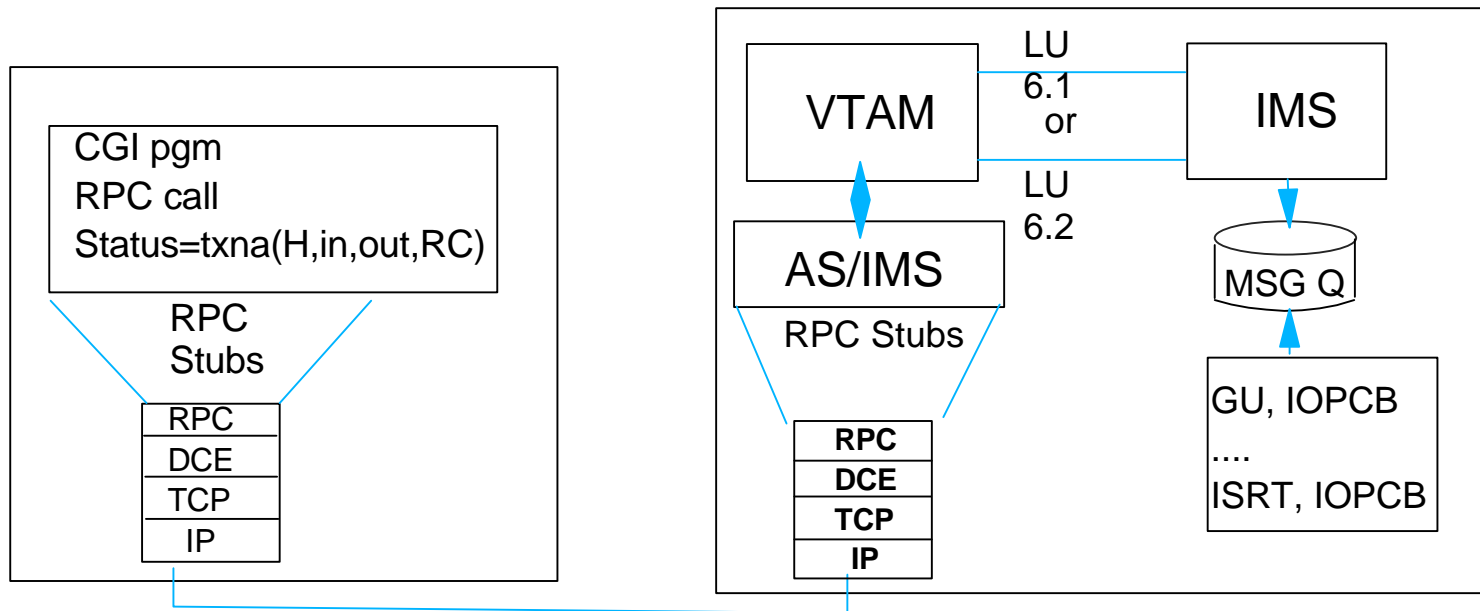 CGI pgm
RPC call
Status=txna(H,in,out,RC)
RPC
Stubs
RPC
DCE
TCP
IP
VTAM
LU
6.1
or
LU
6.2
IMS
AS/IMS
RPC Stubs
MSG Q
RPC
DCE
TCP
IP
GU, IOPCB
....
ISRT, IOPCB